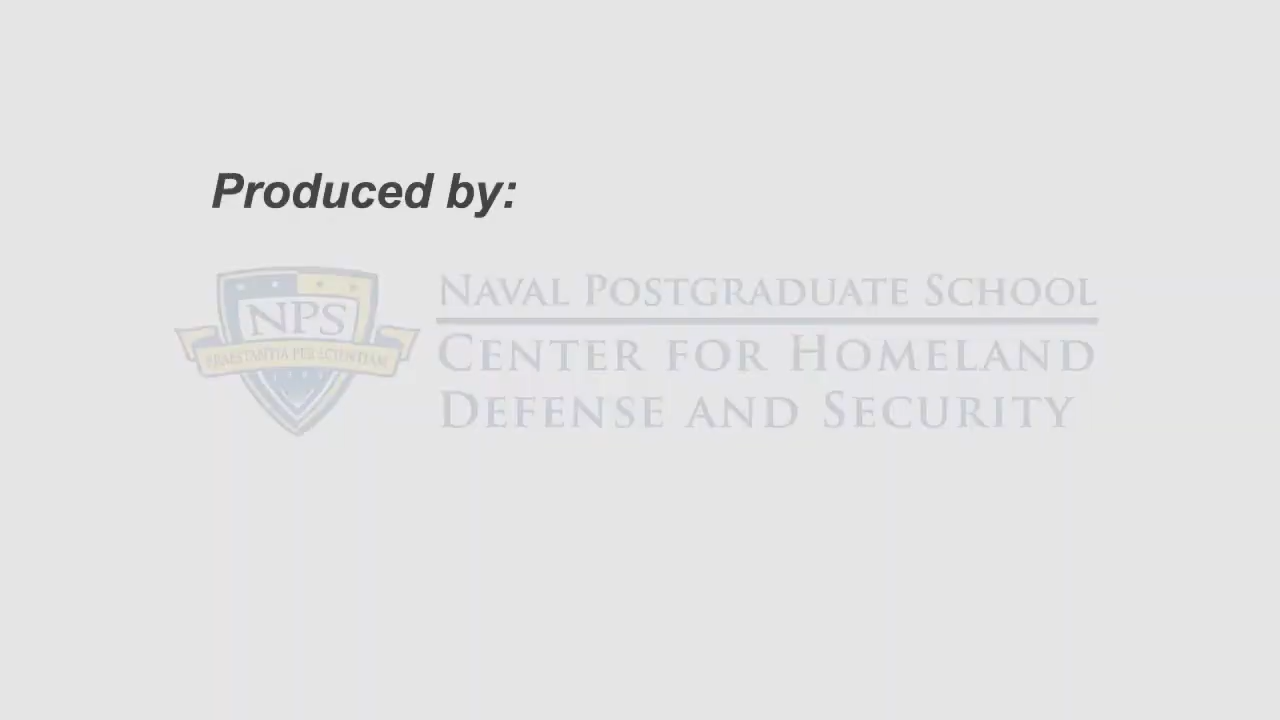 Produced by:
NPS
PRAESTANTIA PER SCIENTIAM
NAVAL POSTGRADUATE SCHOOL
CENTER FOR HOMELAND
DEFENSE AND SECURITY